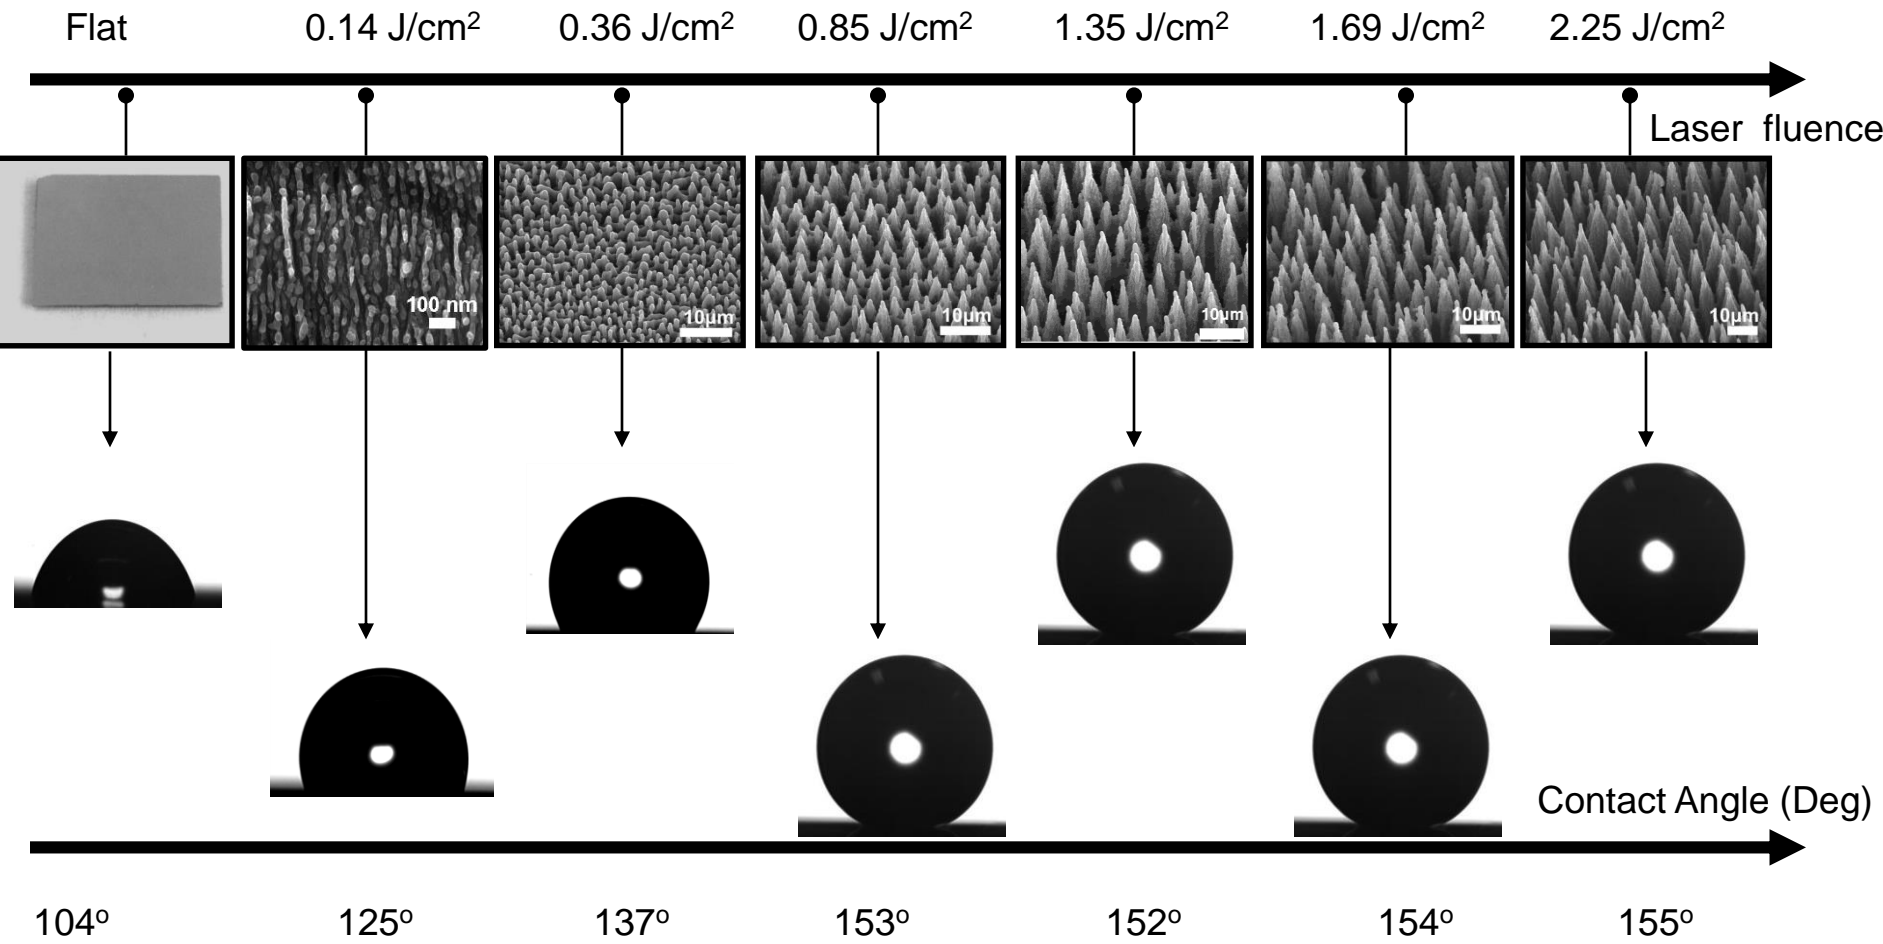 Flat 0.14 J/cm² 0.36 J/cm² 0.85 J/cm² 1.35 J/cm² 1.69 J/cm² 2.25 J/cm²
Laser fluence
100 nm 10µm 10µm 10µm 10µm 10µm
Contact Angle (Deg)
104º 125º 137º 153º 152º 154º 155º